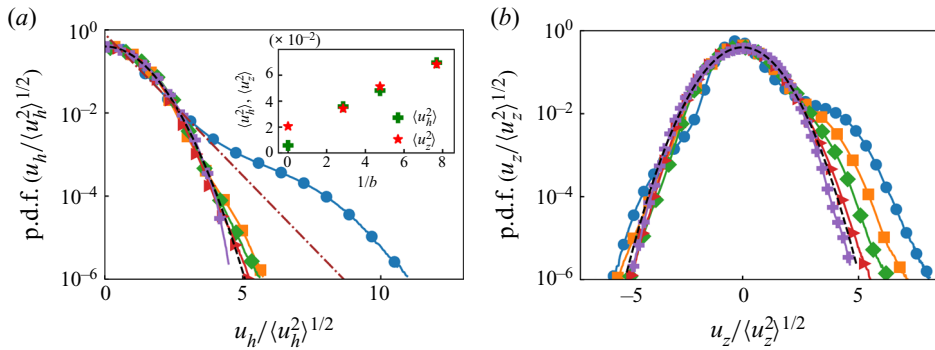 (a)
(b)
10^0
10^−2
10^−4
10^−6
p.d.f. (u_h/⟨u_h^2⟩^1/2)
0
5
10
u_h/⟨u_h^2⟩^1/2
(× 10^−2)
6
4
2
0
⟨u_h^2⟩, ⟨u_z^2⟩
⟨u_h^2⟩
⟨u_z^2⟩
0 2 4 6 8
1/b
10^0
10^−2
10^−4
10^−6
p.d.f. (u_z/⟨u_z^2⟩^1/2)
−5
0
5
u_z/⟨u_z^2⟩^1/2